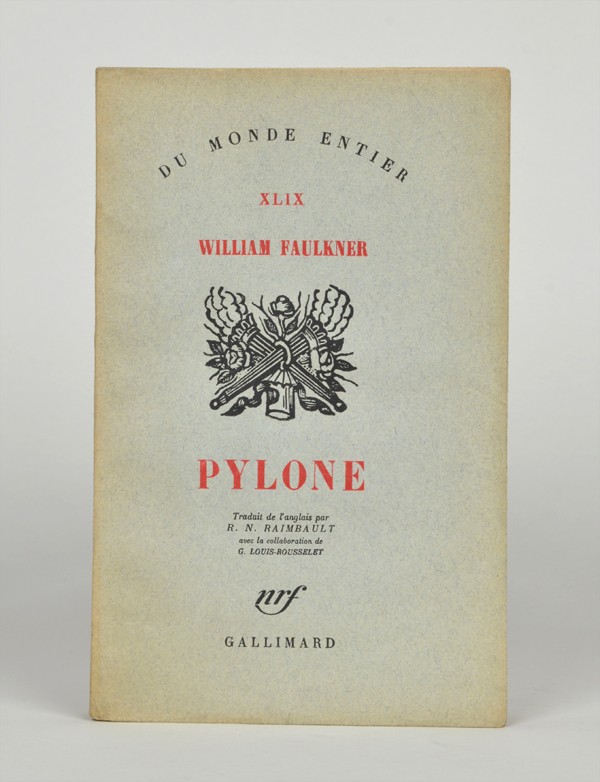 DU MONDE ENTIER
XLIX
WILLIAM FAULKNER
PYLONE
Traduit de l'anglais par
R. N. RAIMBAULT
avec la collaboration de
G. LOUIS-ROUSSELET
nrf
GALLIMARD